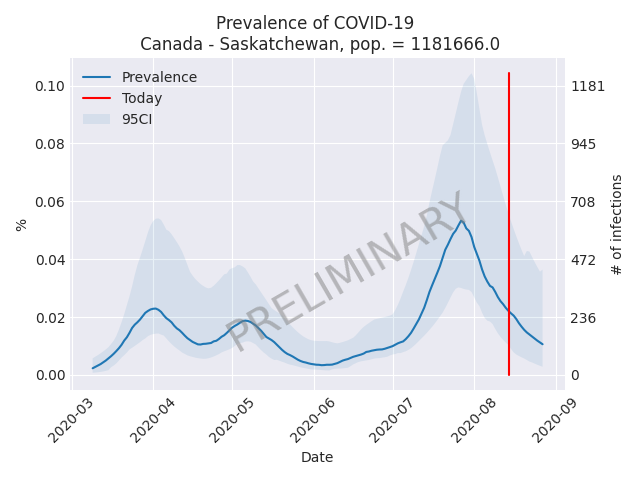 Prevalence of COVID-19
Canada - Saskatchewan, pop. = 1181666.0
Prevalence
Today
95CI
PRELIMINARY
%
0.10
0.08
0.06
0.04
0.02
0.00
1181
945
708
472
236
0
# of infections
2020-03
2020-04
2020-05
2020-06
2020-07
2020-08
2020-09
Date